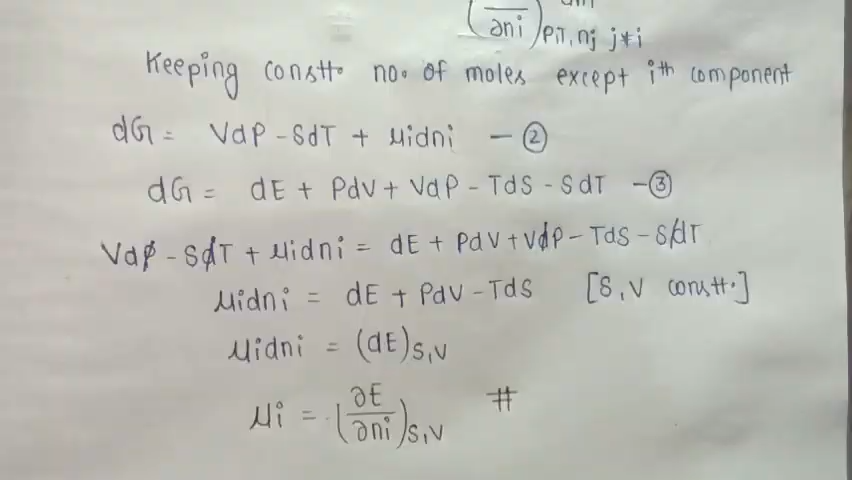 (∂ni)P,T,nj j≠i
Keeping constt. no. of moles except ith component
dG = VdP - SdT + μidni - ②
dG = dE + PdV + VdP - TdS - SdT - ③
VdP - SdT + μidni = dE + PdV + VdP - TdS - SdT
μidni = dE + PdV - TdS [S,V constt.]
μidni = (dE)S,V
μi = (∂E/∂ni)S,V #